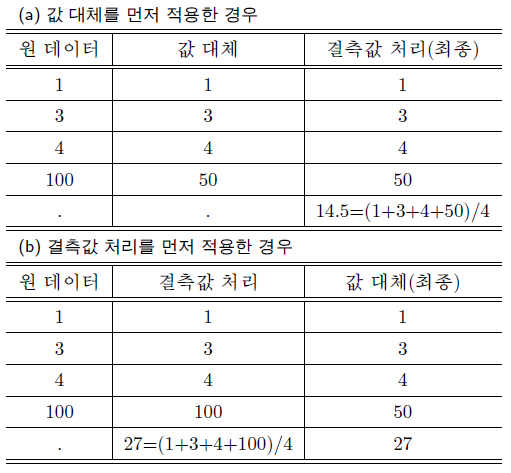 (a) 값 대체를 먼저 적용한 경우
원 데이터 값 대체 결측값 처리(최종)
1 1 1
3 3 3
4 4 4
100 50 50
. . 14.5=(1+3+4+50)/4
(b) 결측값 처리를 먼저 적용한 경우
원 데이터 결측값 처리 값 대체(최종)
1 1 1
3 3 3
4 4 4
100 100 50
. 27=(1+3+4+100)/4 27